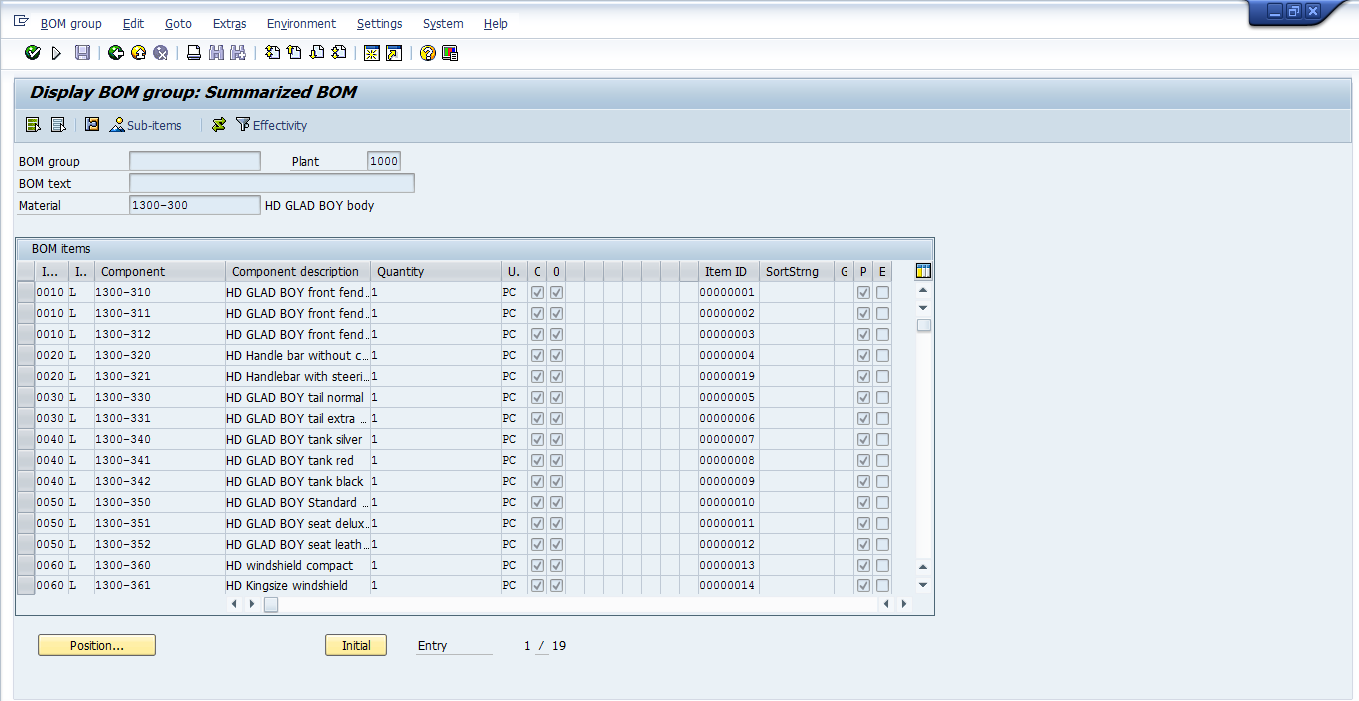 BOM group Edit Goto Extras Environment Settings System Help
Display BOM group: Summarized BOM
Sub-items Effectivity
BOM group Plant 1000
BOM text
Material 1300-300 HD GLAD BOY body
BOM items
I... I.. Component Component description Quantity U. C 0 Item ID SortStrng G P E
0010 L 1300-310 HD GLAD BOY front fend.. 1 PC 00000001
0010 L 1300-311 HD GLAD BOY front fend.. 1 PC 00000002
0010 L 1300-312 HD GLAD BOY front fend.. 1 PC 00000003
0020 L 1300-320 HD Handle bar without c... 1 PC 00000004
0020 L 1300-321 HD Handlebar with steeri... 1 PC 00000019
0030 L 1300-330 HD GLAD BOY tail normal 1 PC 00000005
0030 L 1300-331 HD GLAD BOY tail extra ... 1 PC 00000006
0040 L 1300-340 HD GLAD BOY tank silver 1 PC 00000007
0040 L 1300-341 HD GLAD BOY tank red 1 PC 00000008
0040 L 1300-342 HD GLAD BOY tank black 1 PC 00000009
0050 L 1300-350 HD GLAD BOY Standard ... 1 PC 00000010
0050 L 1300-351 HD GLAD BOY seat delux.. 1 PC 00000011
0050 L 1300-352 HD GLAD BOY seat leath.. 1 PC 00000012
0060 L 1300-360 HD windshield compact 1 PC 00000013
0060 L 1300-361 HD Kingsize windshield 1 PC 00000014
Position... Initial Entry 1 / 19